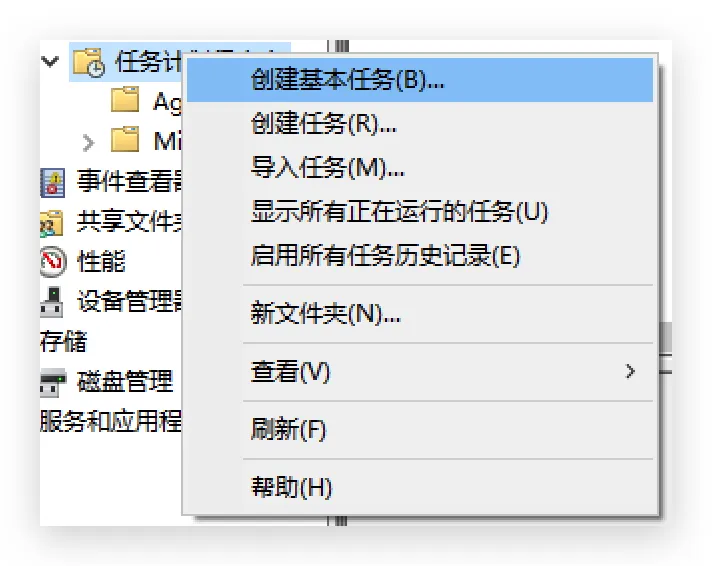 任务计
创建基本任务(B)...
Ag
创建任务(R)...
Mi
导入任务(M)...
事件查看
显示所有正在运行的任务(U)
共享文件
启用所有任务历史记录(E)
性能
设备管理
新文件夹(N)...
存储
查看(V)
磁盘管理
服务和应用程
刷新(F)
帮助(H)